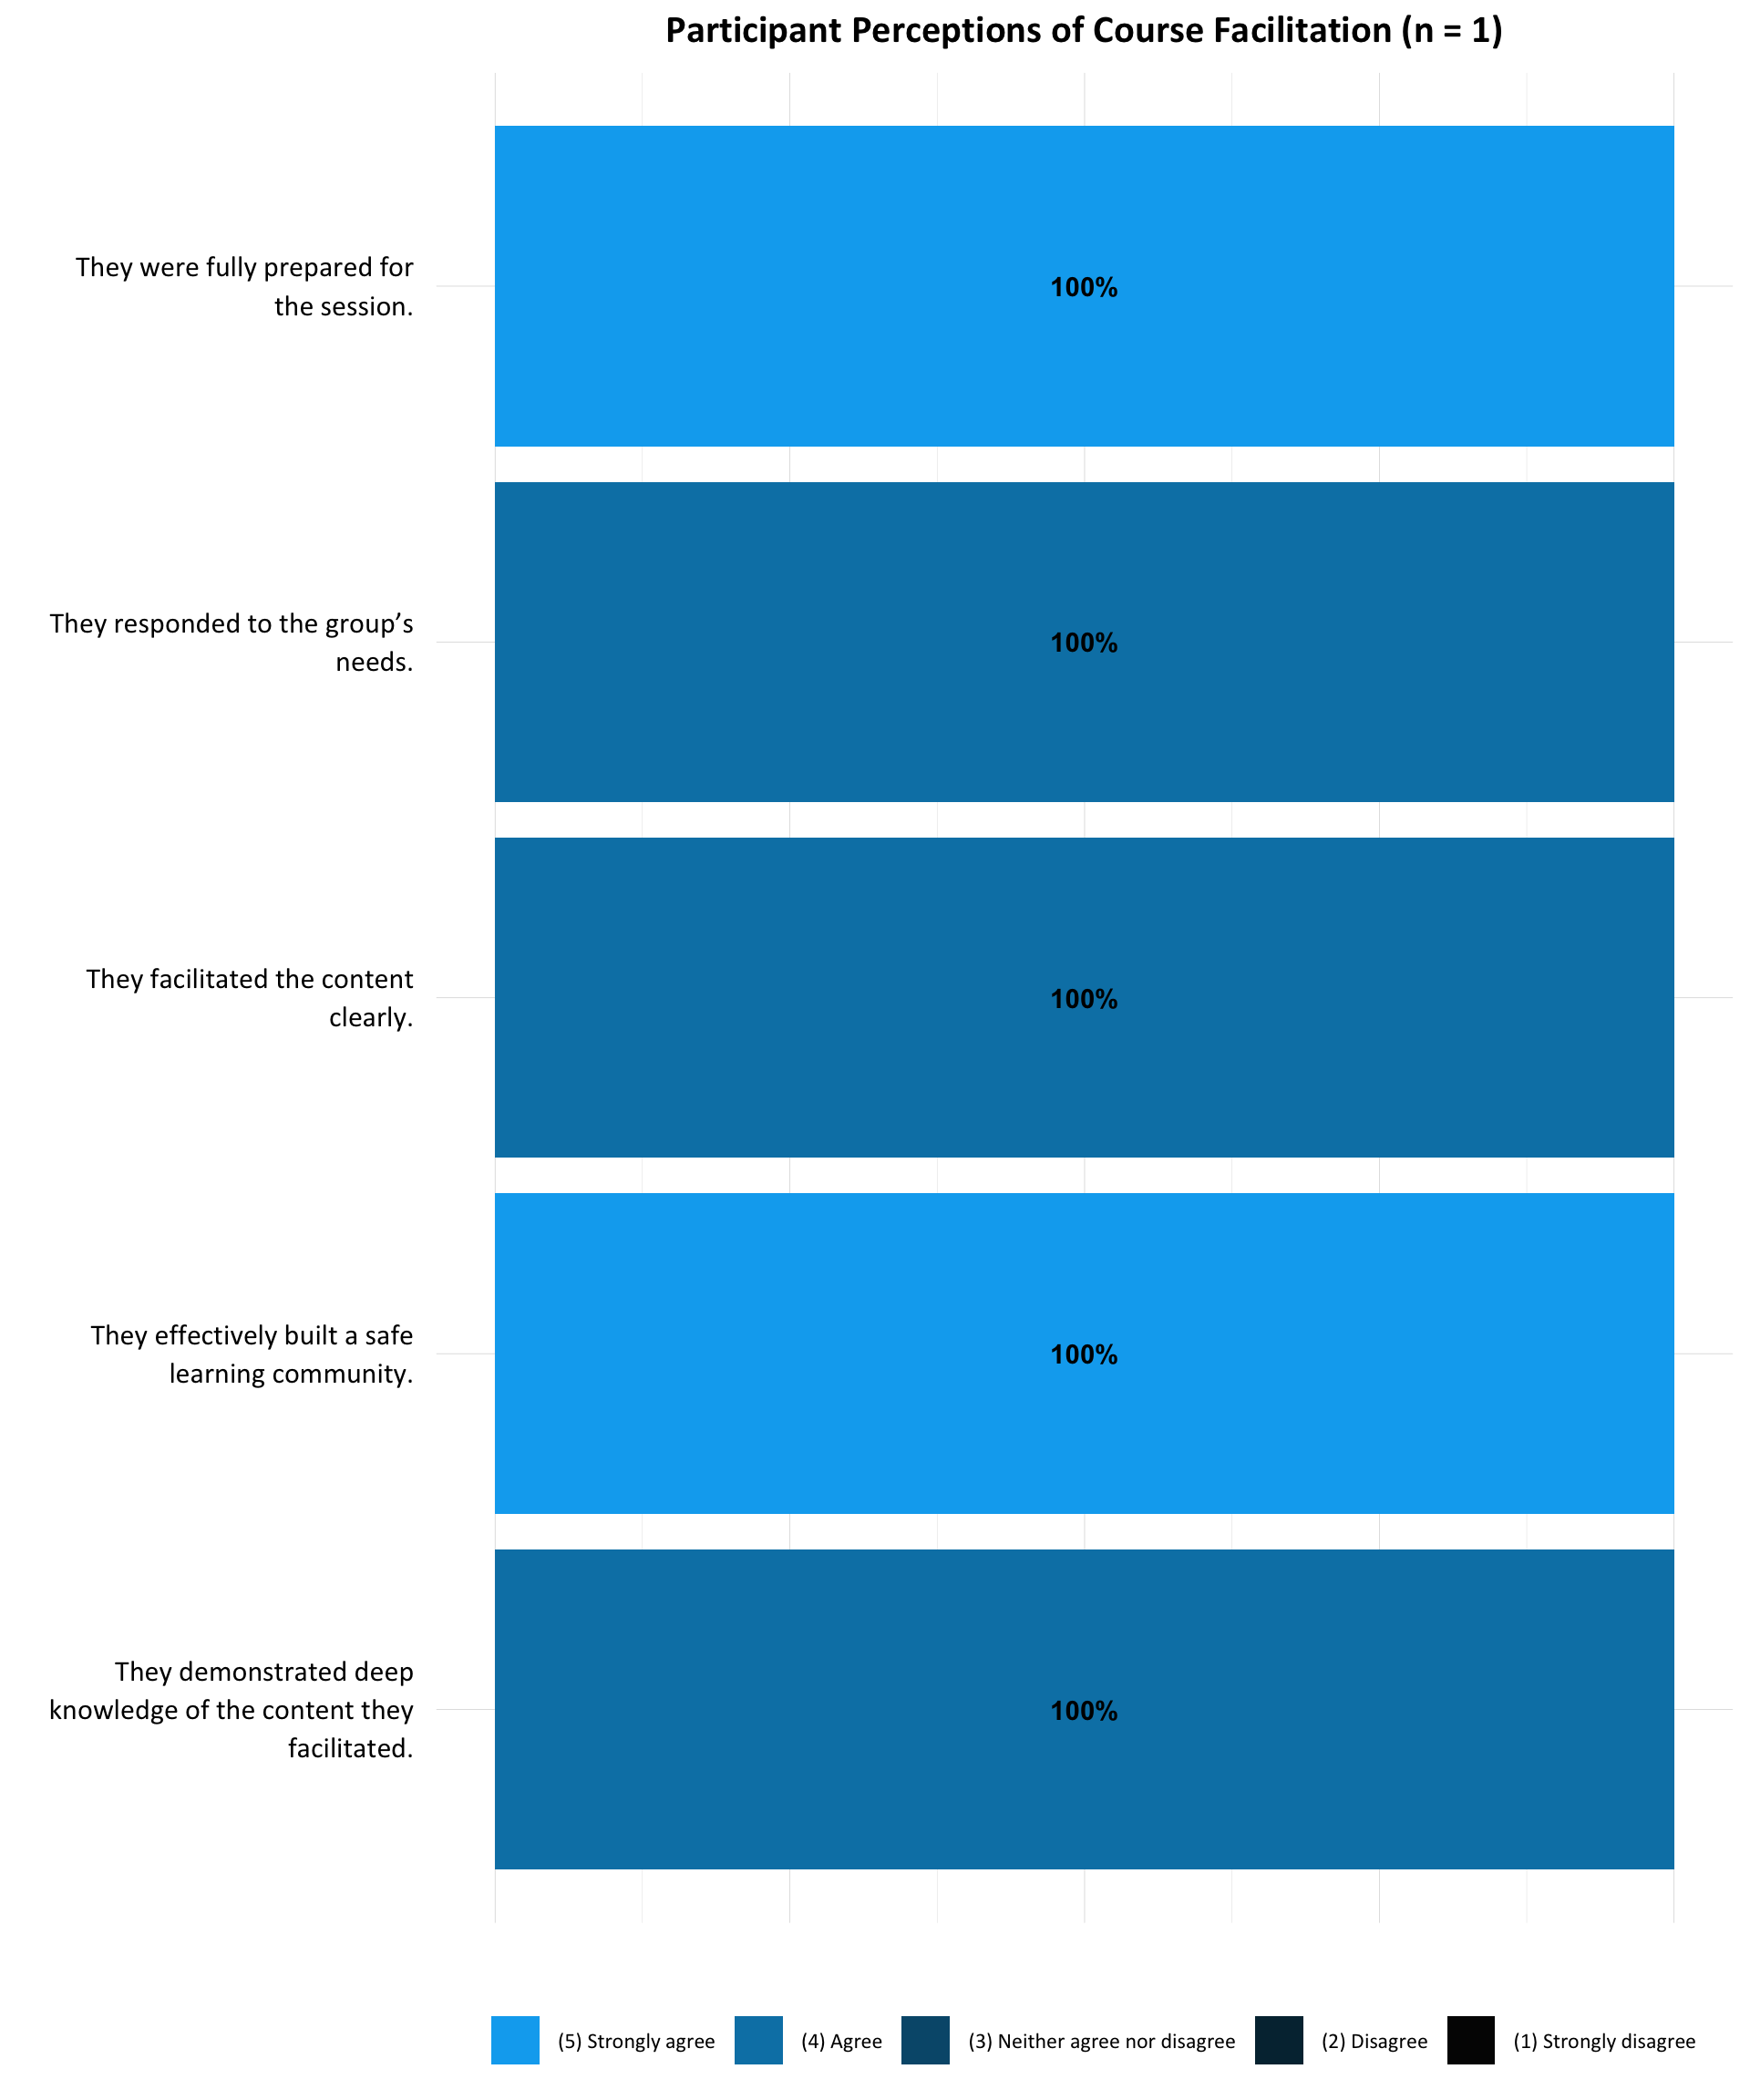 Participant Perceptions of Course Facilitation (n = 1)
They were fully prepared for
the session.
100%
They responded to the group’s
needs.
100%
They facilitated the content
clearly.
100%
They effectively built a safe
learning community.
100%
They demonstrated deep
knowledge of the content they
facilitated.
100%
(5) Strongly agree (4) Agree (3) Neither agree nor disagree (2) Disagree (1) Strongly disagree